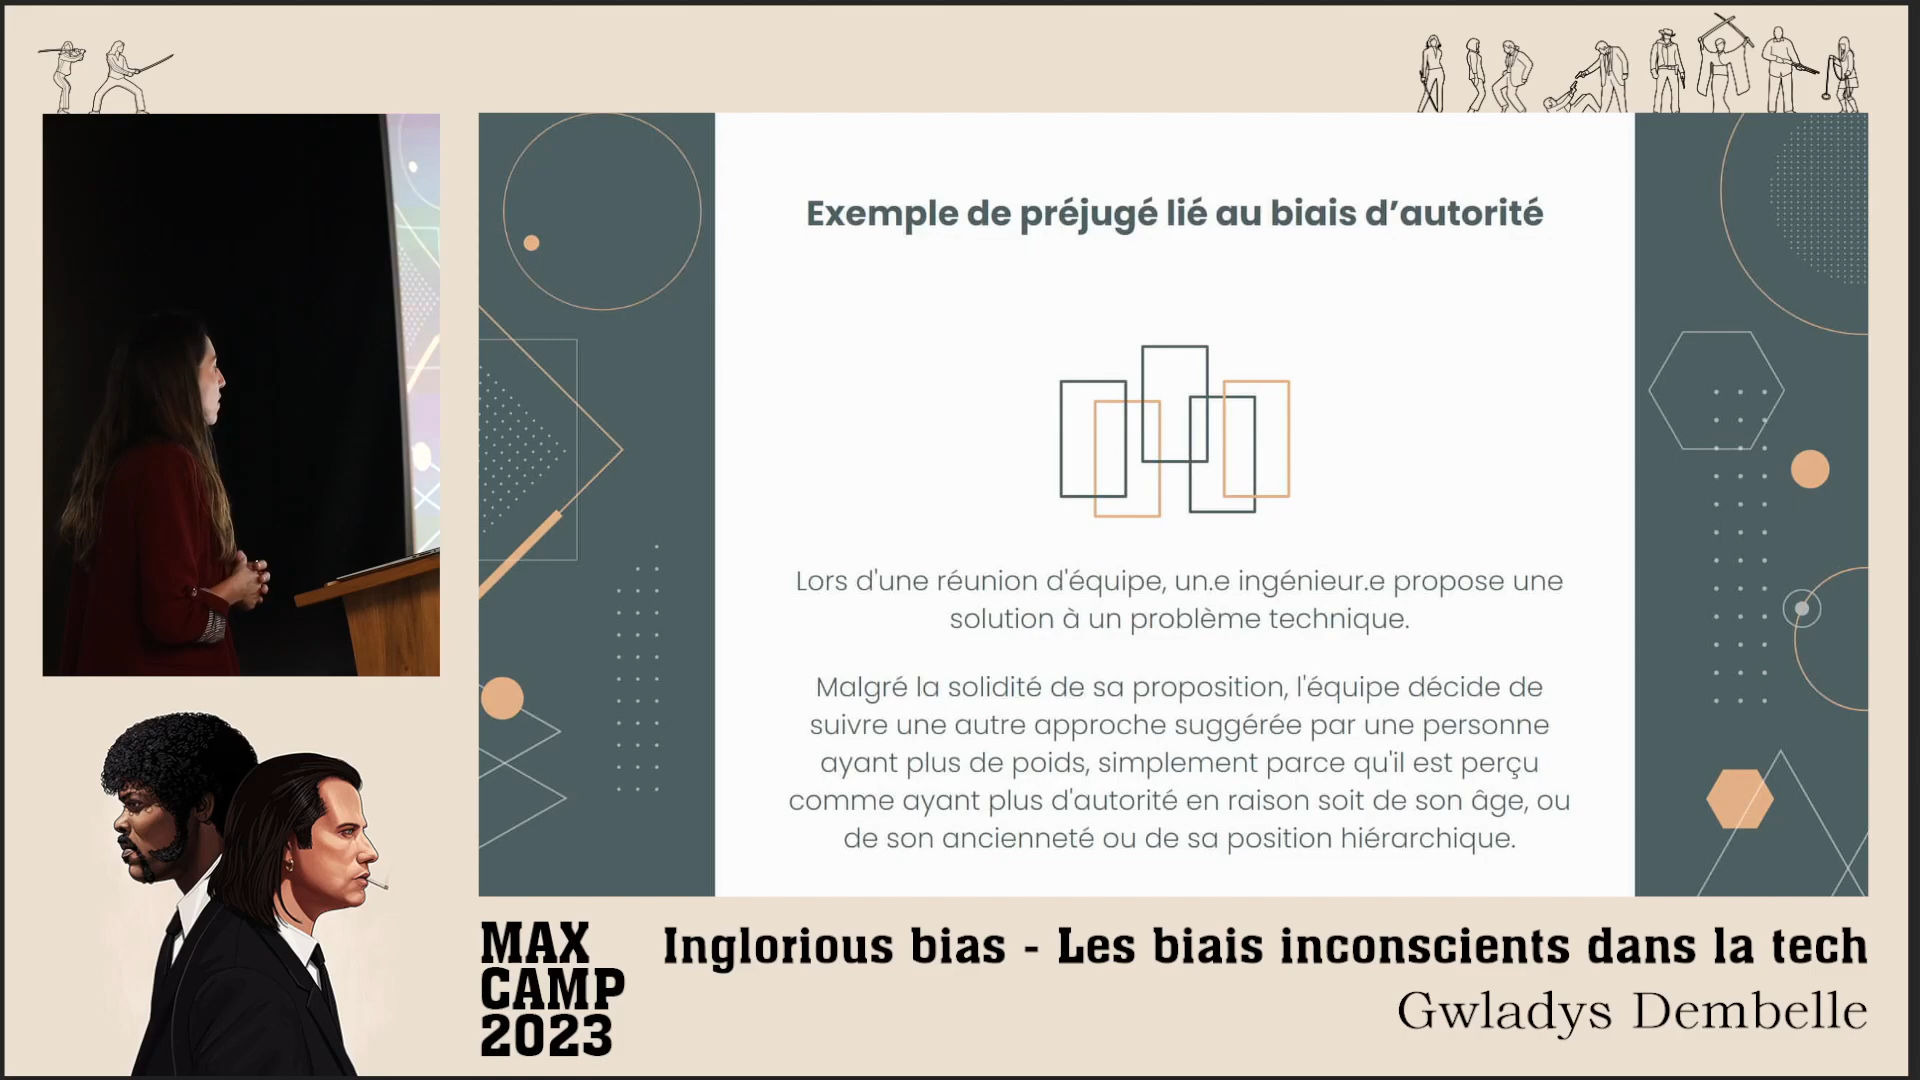 Exemple de préjugé lié au biais d’autorité
Lors d'une réunion d'équipe, un.e ingénieur.e propose une
solution à un problème technique.
Malgré la solidité de sa proposition, l'équipe décide de
suivre une autre approche suggérée par une personne
ayant plus de poids, simplement parce qu'il est perçu
comme ayant plus d'autorité en raison soit de son âge, ou
de son ancienneté ou de sa position hiérarchique.
MAX
CAMP
2023
Inglorious bias - Les biais inconscients dans la tech
Gwladys Dembelle